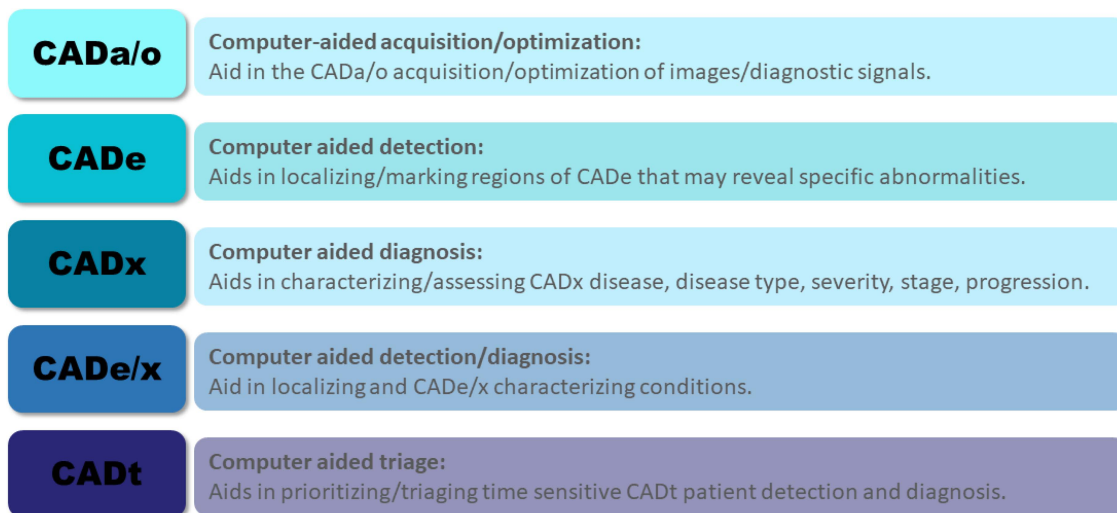 CADa/o
Computer-aided acquisition/optimization:
Aid in the CADa/o acquisition/optimization of images/diagnostic signals.
CADe
Computer aided detection:
Aids in localizing/marking regions of CADe that may reveal specific abnormalities.
CADx
Computer aided diagnosis:
Aids in characterizing/assessing CADx disease, disease type, severity, stage, progression.
CADe/x
Computer aided detection/diagnosis:
Aid in localizing and CADe/x characterizing conditions.
CADt
Computer aided triage:
Aids in prioritizing/triaging time sensitive CADt patient detection and diagnosis.